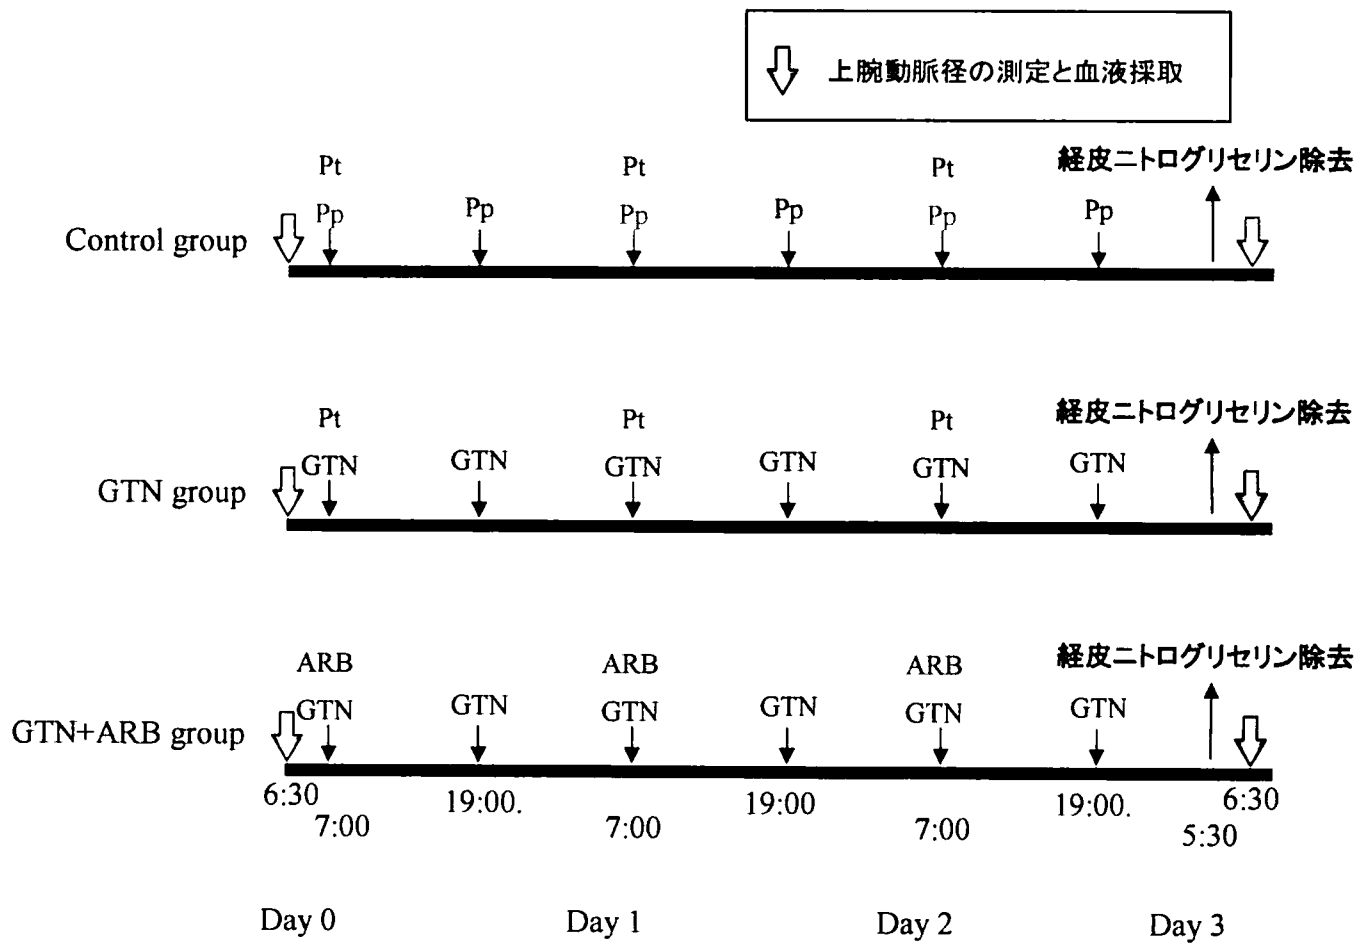 上腕動脈径の測定と血液採取
Pt Pt Pt 経皮ニトログリセリン除去
Control group Pp Pp Pp Pp Pp Pp
Pt Pt Pt 経皮ニトログリセリン除去
GTN group GTN GTN GTN GTN GTN GTN
ARB ARB ARB 経皮ニトログリセリン除去
GTN+ARB group GTN GTN GTN GTN GTN GTN
6:30 19:00. 19:00 19:00. 6:30
7:00 7:00 7:00 5:30
Day 0 Day 1 Day 2 Day 3